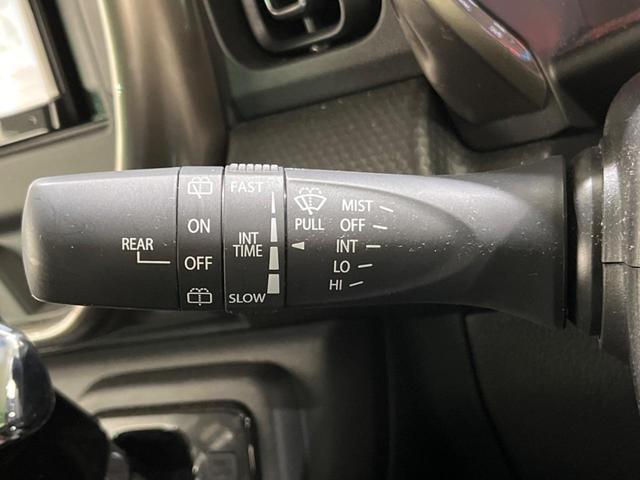 REAR
ON
OFF
FAST
INT
TIME
SLOW
PULL
MIST
OFF
INT
LO
HI